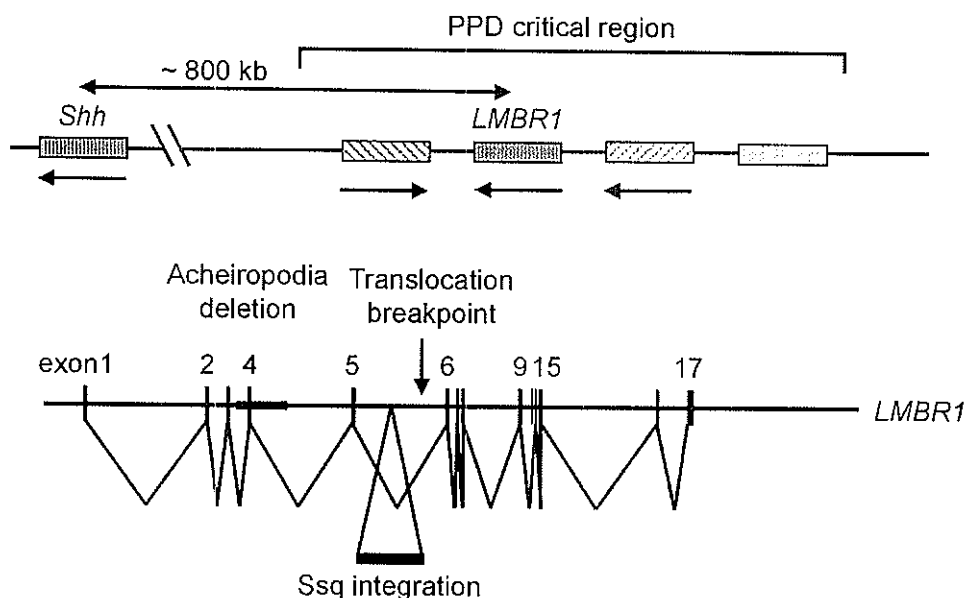 PPD critical region
~ 800 kb
Shh
LMBR1
Acheiropodia
deletion
Translocation
breakpoint
exon1 2 4 5 6 9 15 17
LMBR1
Ssq integration